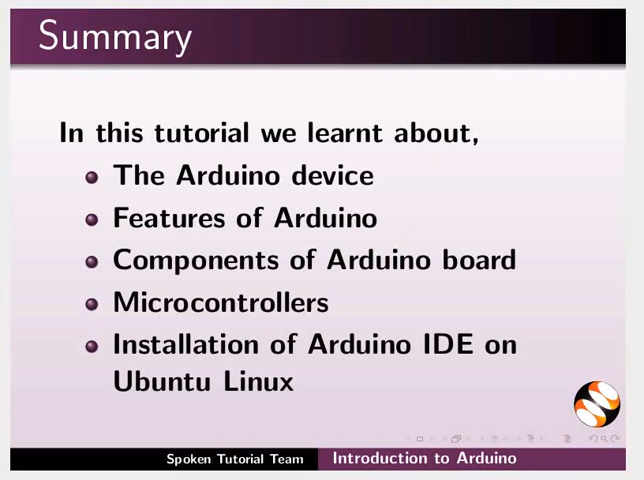 Summary
In this tutorial we learnt about,
The Arduino device
Features of Arduino
Components of Arduino board
Microcontrollers
Installation of Arduino IDE on
Ubuntu Linux
Spoken Tutorial Team
Introduction to Arduino